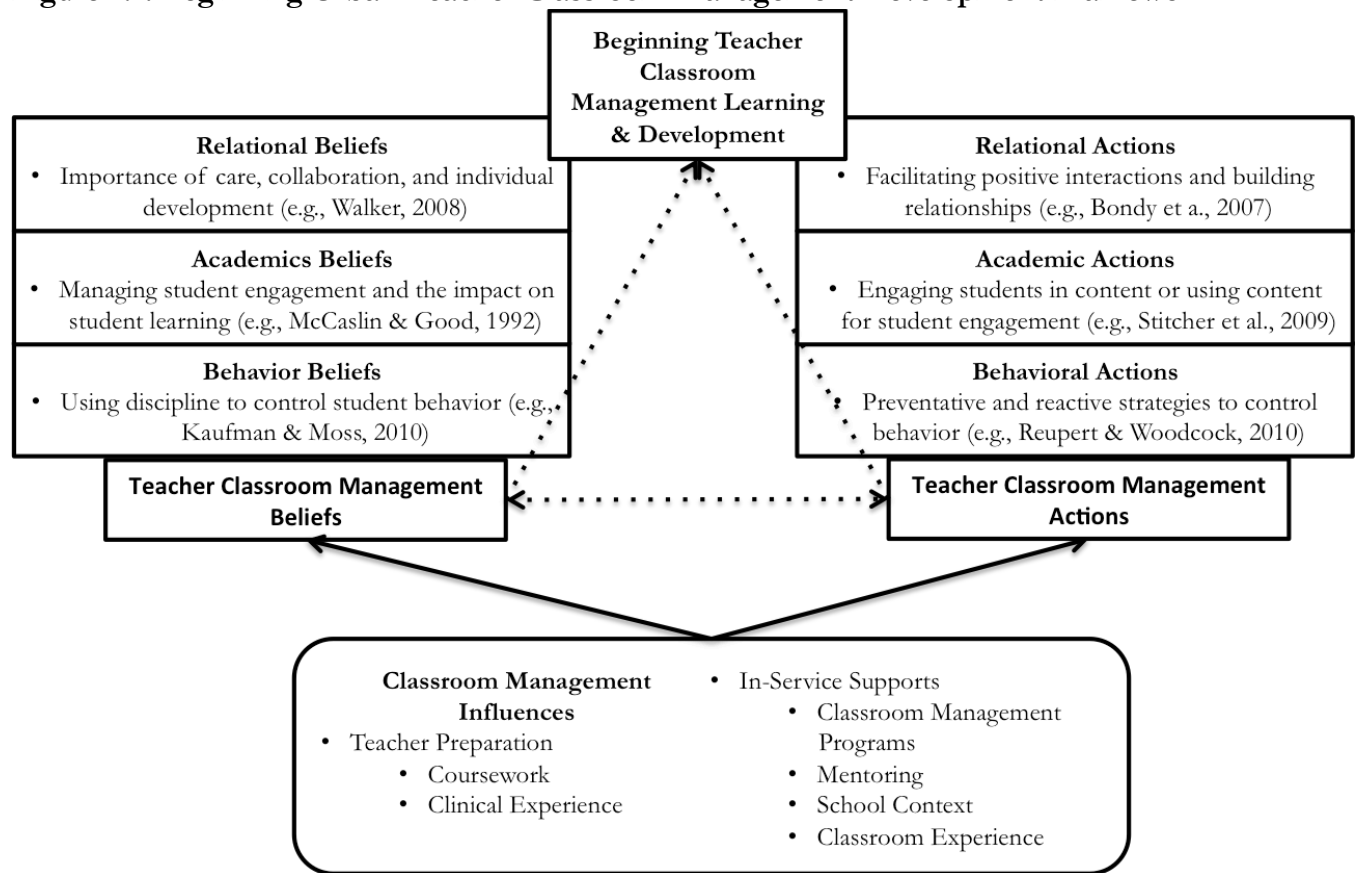 Beginning Teacher
Classroom
Management Learning
& Development
Relational Beliefs
• Importance of care, collaboration, and individual
development (e.g., Walker, 2008)
Academics Beliefs
• Managing student engagement and the impact on
student learning (e.g., McCaslin & Good, 1992)
Behavior Beliefs
• Using discipline to control student behavior (e.g.,
Kaufman & Moss, 2010)
Teacher Classroom Management
Beliefs
Relational Actions
• Facilitating positive interactions and building
relationships (e.g., Bondy et a., 2007)
Academic Actions
• Engaging students in content or using content
for student engagement (e.g., Stitcher et al., 2009)
Behavioral Actions
• Preventative and reactive strategies to control
behavior (e.g., Reupert & Woodcock, 2010)
Teacher Classroom Management
Actions
Classroom Management
Influences
• Teacher Preparation
• Coursework
• Clinical Experience
• In-Service Supports
• Classroom Management
Programs
• Mentoring
• School Context
• Classroom Experience